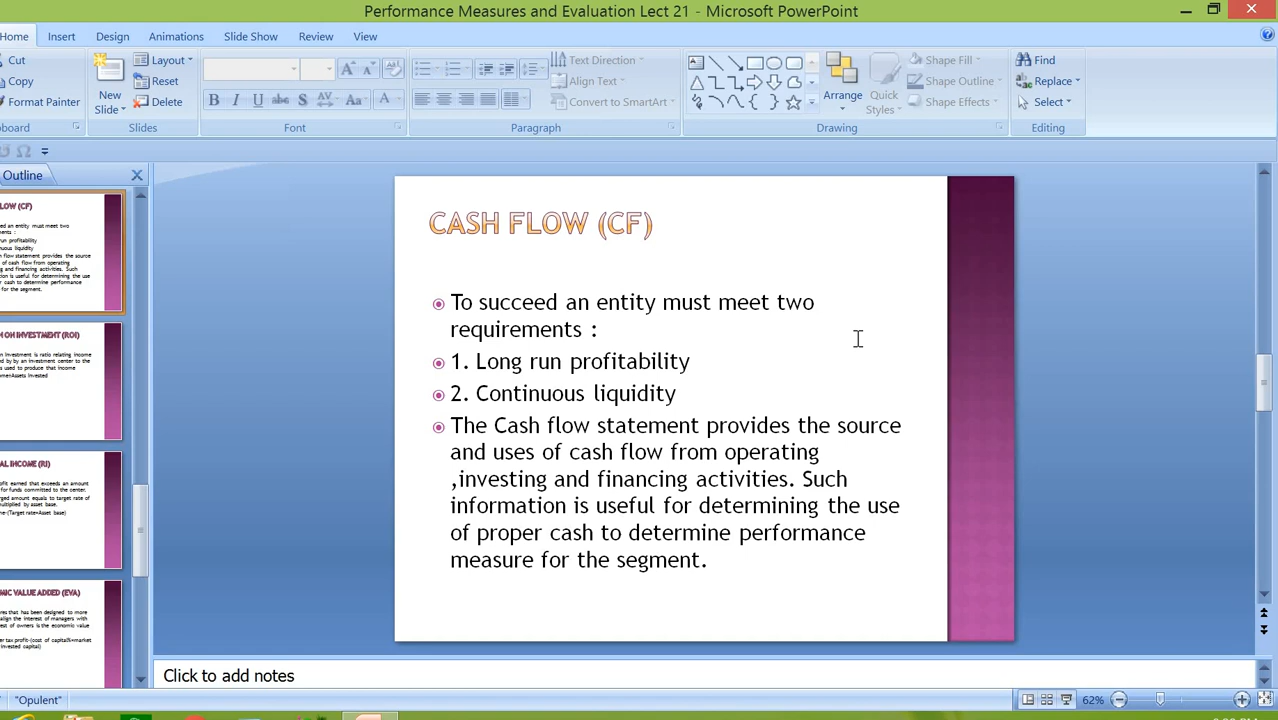 Performance Measures and Evaluation Lect 21 - Microsoft PowerPoint
Home Insert Design Animations Slide Show Review View
Cut
Copy
Format Painter
New Slide
Layout
Reset
Delete
Slides
B I U abc S AV Aa A
Font
Text Direction
Align Text
Convert to SmartArt
Paragraph
Arrange
Quick Styles
Shape Fill
Shape Outline
Shape Effects
Drawing
Find
Replace
Select
Editing
Outline
CASH FLOW (CF)
To succeed an entity must meet two
requirements :
1. Long run profitability
2. Continuous liquidity
The Cash flow statement provides the source
and uses of cash flow from operating
,investing and financing activities. Such
information is useful for determining the use
of proper cash to determine performance
measure for the segment.
Click to add notes
"Opulent"
62%